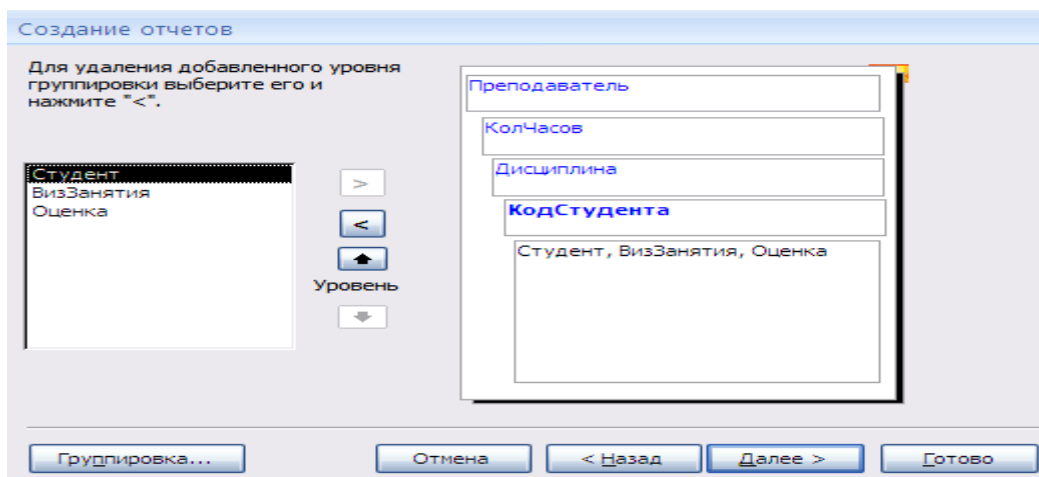 Создание отчетов
Для удаления добавленного уровня
группировки выберите его и
нажмите "<".
Студент
ВизЗанятия
Оценка
>
<
Уровень
Преподаватель
КолЧасов
Дисциплина
КодСтудента
Студент, ВизЗанятия, Оценка
Группировка...
Отмена
< Назад
Далее >
Готово